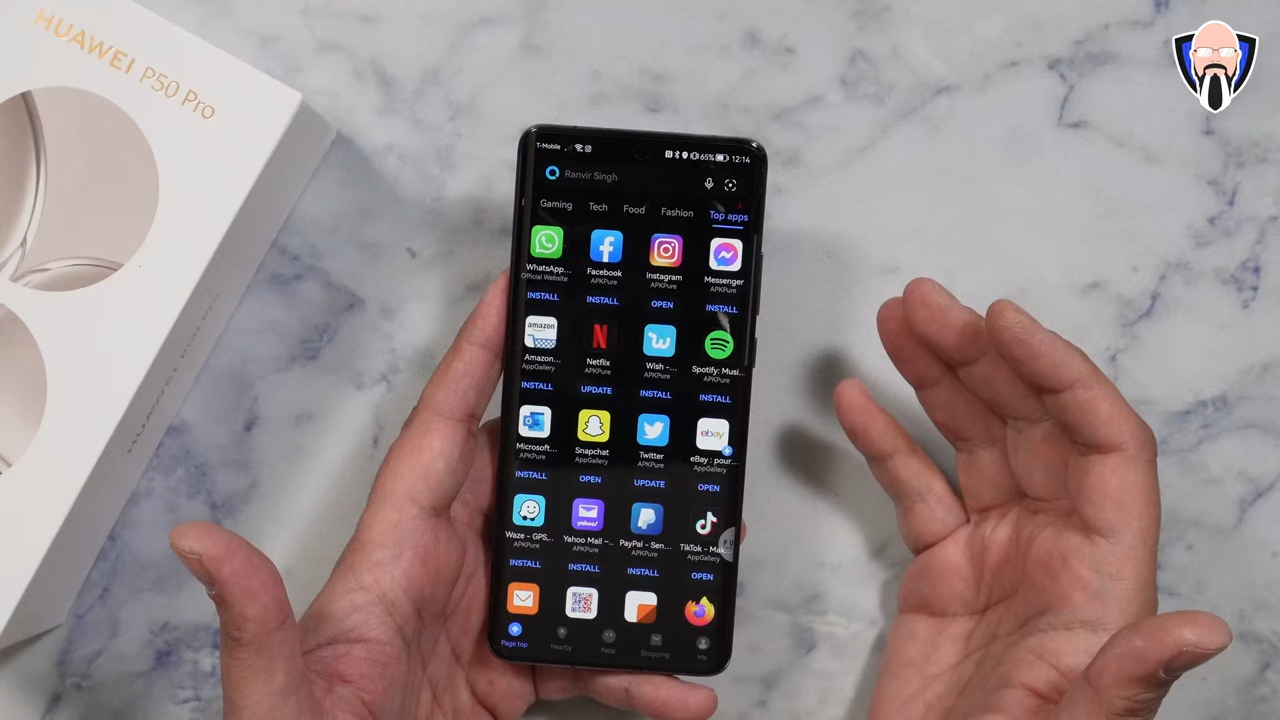 HUAWEI P50 Pro
T-Mobile
65%
12:14
Ranvir Singh
Gaming
Tech
Food
Fashion
Top apps
WhatsApp...
Facebook
Instagram
Messenger
Official Website
APKPure
APKPure
APKPure
INSTALL
INSTALL
OPEN
INSTALL
amazon
Amazon...
Netflix
Wish -...
Spotify: Musi...
AppGallery
APKPure
APKPure
APKPure
INSTALL
UPDATE
INSTALL
INSTALL
ebay
Microsoft...
Snapchat
Twitter
eBay : pour...
APKPure
AppGallery
APKPure
AppGallery
INSTALL
OPEN
UPDATE
OPEN
yahoo!
Waze - GPS,...
Yahoo Mail -...
PayPal - Sen...
TikTok - Mak...
APKPure
APKPure
APKPure
AppGallery
INSTALL
INSTALL
INSTALL
OPEN
Page top
Nearby
Petal
Shopping
Me